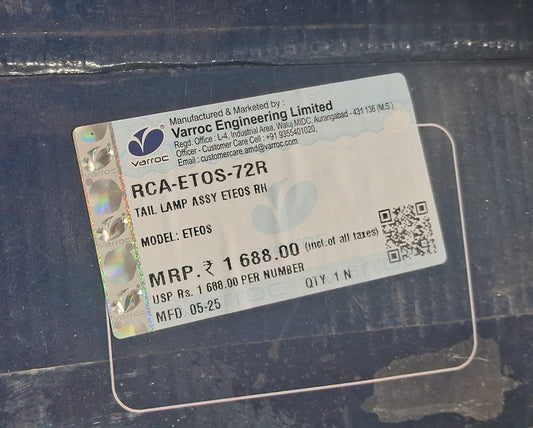 Manufactured & Marketed by :
Varroc Engineering Limited
Regd. Office : L-4, Industrial Area, Waluj MIDC, Aurangabad - 431 136 (M.S.)
Officer - Customer Care Cell : +91 9355401020,
Email : customercare.amd@varroc.com
varroc
RCA-ETOS-72R
TAIL LAMP ASSY ETEOS RH
MODEL: ETEOS
MRP. ₹ 1 688.00 (incl.of all taxes)
USP Rs. 1 688.00 PER NUMBER
QTY 1 N
MFD. 05-25